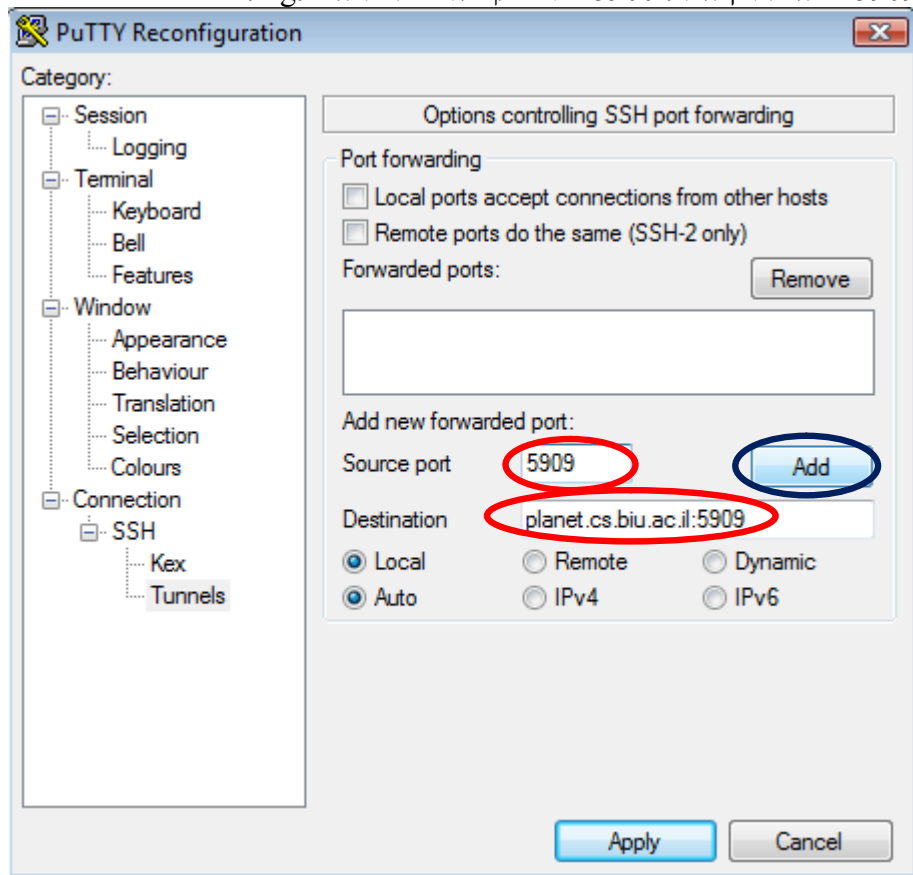 PuTTY Reconfiguration
Category:
Session
Logging
Terminal
Keyboard
Bell
Features
Window
Appearance
Behaviour
Translation
Selection
Colours
Connection
SSH
Kex
Tunnels
Options controlling SSH port forwarding
Port forwarding
Local ports accept connections from other hosts
Remote ports do the same (SSH-2 only)
Forwarded ports:
Remove
Add new forwarded port:
Source port 5909 Add
Destination planet.cs.biu.ac.il:5909
Local Remote Dynamic
Auto IPv4 IPv6
Apply Cancel